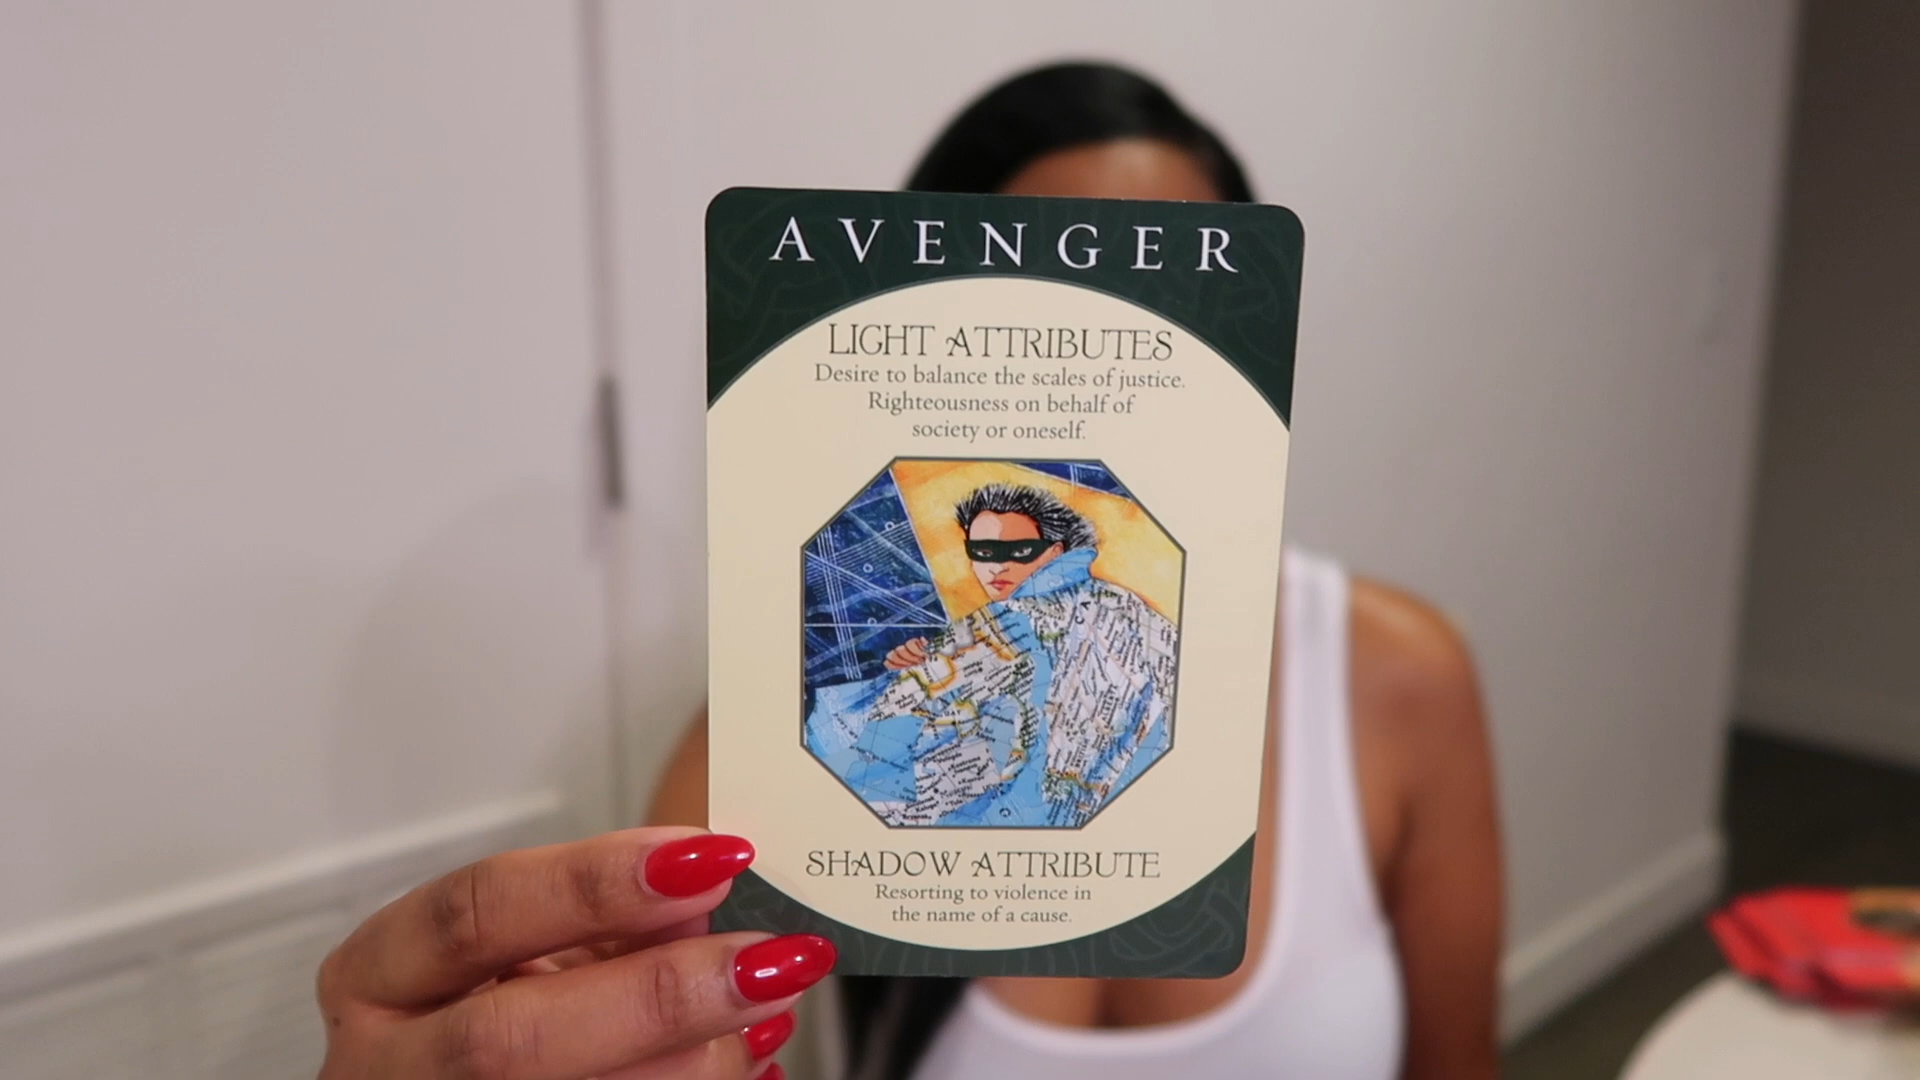 AVENGER
LIGHT ATTRIBUTES
Desire to balance the scales of justice.
Righteousness on behalf of
society or oneself.
SHADOW ATTRIBUTE
Resorting to violence in
the name of a cause.